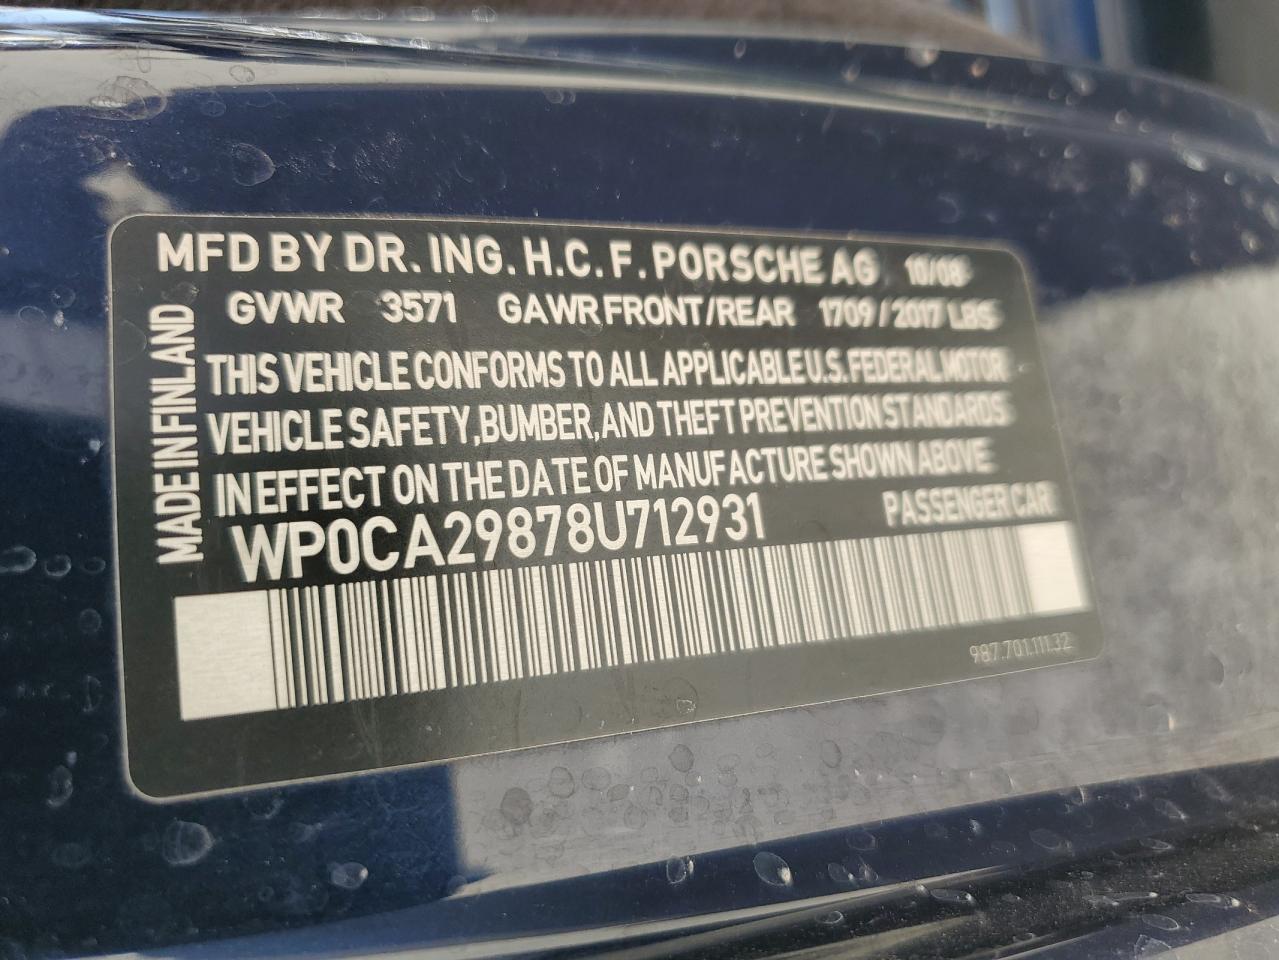 MFD BY DR. ING. H.C. F. PORSCHE AG 10/08
GVWR 3571 GAWR FRONT/REAR 1709 / 2017 LBS
THIS VEHICLE CONFORMS TO ALL APPLICABLE U.S. FEDERAL MOTOR
VEHICLE SAFETY, BUMBER, AND THEFT PREVENTION STANDARDS
IN EFFECT ON THE DATE OF MANUFACTURE SHOWN ABOVE
WP0CA29878U712931 PASSENGER CAR
MADE IN FINLAND
987.701.111.32